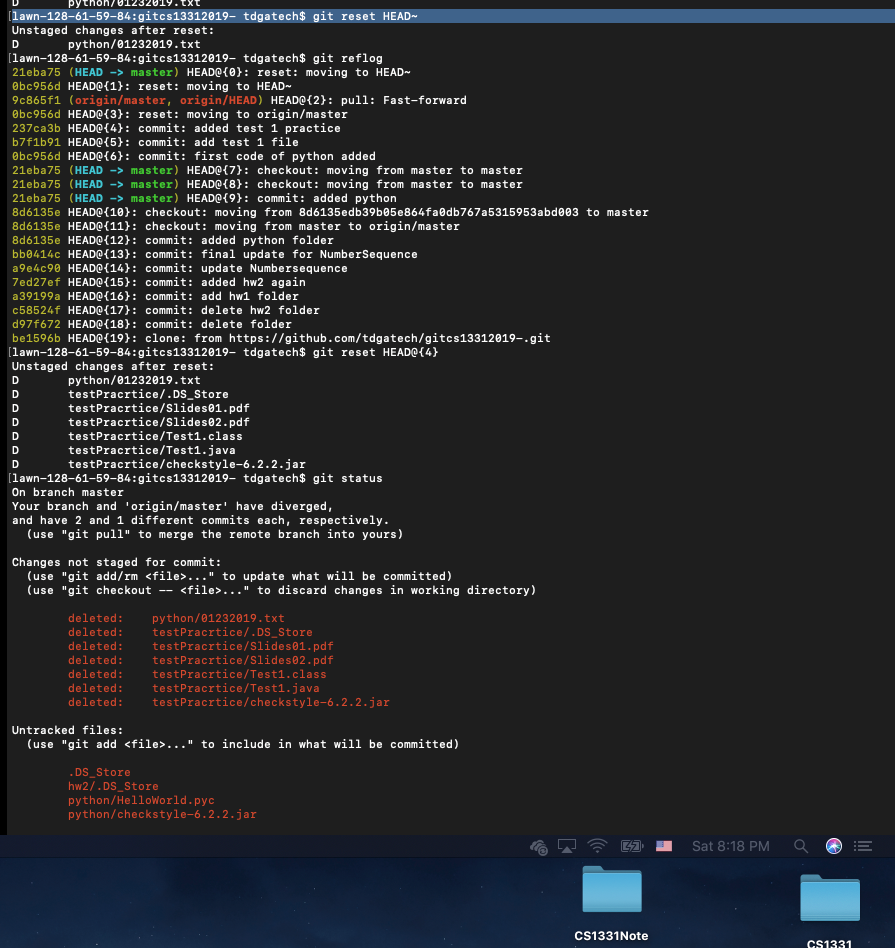 D       python/01232019.txt
[lawn-128-61-59-84:gitcs13312019- tdgatech$ git reset HEAD~
Unstaged changes after reset:
D       python/01232019.txt
[lawn-128-61-59-84:gitcs13312019- tdgatech$ git reflog
21eba75 (HEAD -> master) HEAD@{0}: reset: moving to HEAD~
0bc956d HEAD@{1}: reset: moving to HEAD~
9c865f1 (origin/master, origin/HEAD) HEAD@{2}: pull: Fast-forward
0bc956d HEAD@{3}: reset: moving to origin/master
237ca3b HEAD@{4}: commit: added test 1 practice
b7f1b91 HEAD@{5}: commit: add test 1 file
0bc956d HEAD@{6}: commit: first code of python added
21eba75 (HEAD -> master) HEAD@{7}: checkout: moving from master to master
21eba75 (HEAD -> master) HEAD@{8}: checkout: moving from master to master
21eba75 (HEAD -> master) HEAD@{9}: commit: added python
8d6135e HEAD@{10}: checkout: moving from 8d6135edb39b05e864fa0db767a5315953abd003 to master
8d6135e HEAD@{11}: checkout: moving from master to origin/master
8d6135e HEAD@{12}: commit: added python folder
bb0414c HEAD@{13}: commit: final update for NumberSequence
a9e4c90 HEAD@{14}: commit: update Numbersequence
7ed27ef HEAD@{15}: commit: added hw2 again
a39199a HEAD@{16}: commit: add hw1 folder
c58524f HEAD@{17}: commit: delete hw2 folder
d97f672 HEAD@{18}: commit: delete folder
be1596b HEAD@{19}: clone: from https://github.com/tdgatech/gitcs13312019-.git
[lawn-128-61-59-84:gitcs13312019- tdgatech$ git reset HEAD@{4}
Unstaged changes after reset:
D       python/01232019.txt
D       testPracrtice/.DS_Store
D       testPracrtice/Slides01.pdf
D       testPracrtice/Slides02.pdf
D       testPracrtice/Test1.class
D       testPracrtice/Test1.java
D       testPracrtice/checkstyle-6.2.2.jar
[lawn-128-61-59-84:gitcs13312019- tdgatech$ git status
On branch master
Your branch and 'origin/master' have diverged,
and have 2 and 1 different commits each, respectively.
  (use "git pull" to merge the remote branch into yours)
Changes not staged for commit:
  (use "git add/rm <file>..." to update what will be committed)
  (use "git checkout -- <file>..." to discard changes in working directory)
        deleted:    python/01232019.txt
        deleted:    testPracrtice/.DS_Store
        deleted:    testPracrtice/Slides01.pdf
        deleted:    testPracrtice/Slides02.pdf
        deleted:    testPracrtice/Test1.class
        deleted:    testPracrtice/Test1.java
        deleted:    testPracrtice/checkstyle-6.2.2.jar
Untracked files:
  (use "git add <file>..." to include in what will be committed)
        .DS_Store
        hw2/.DS_Store
        python/HelloWorld.pyc
        python/checkstyle-6.2.2.jar
Sat 8:18 PM
CS1331Note
CS1331